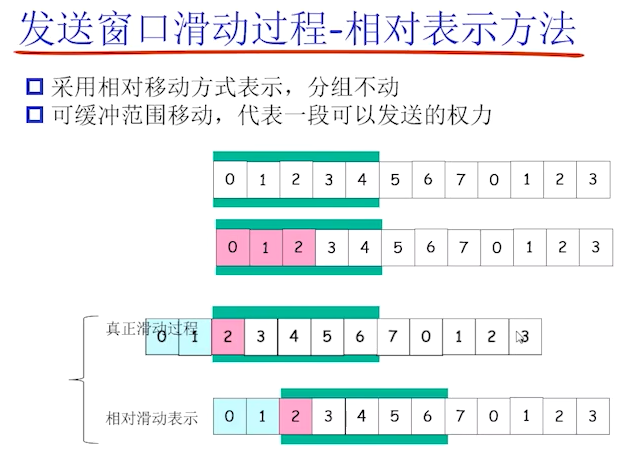 发送窗口滑动过程-相对表示方法
采用相对移动方式表示，分组不动
可缓冲范围移动，代表一段可以发送的权力
0 1 2 3 4 5 6 7 0 1 2 3
0 1 2 3 4 5 6 7 0 1 2 3
真正滑动过程
0 1 2 3 4 5 6 7 0 1 2 3
相对滑动表示
0 1 2 3 4 5 6 7 0 1 2 3